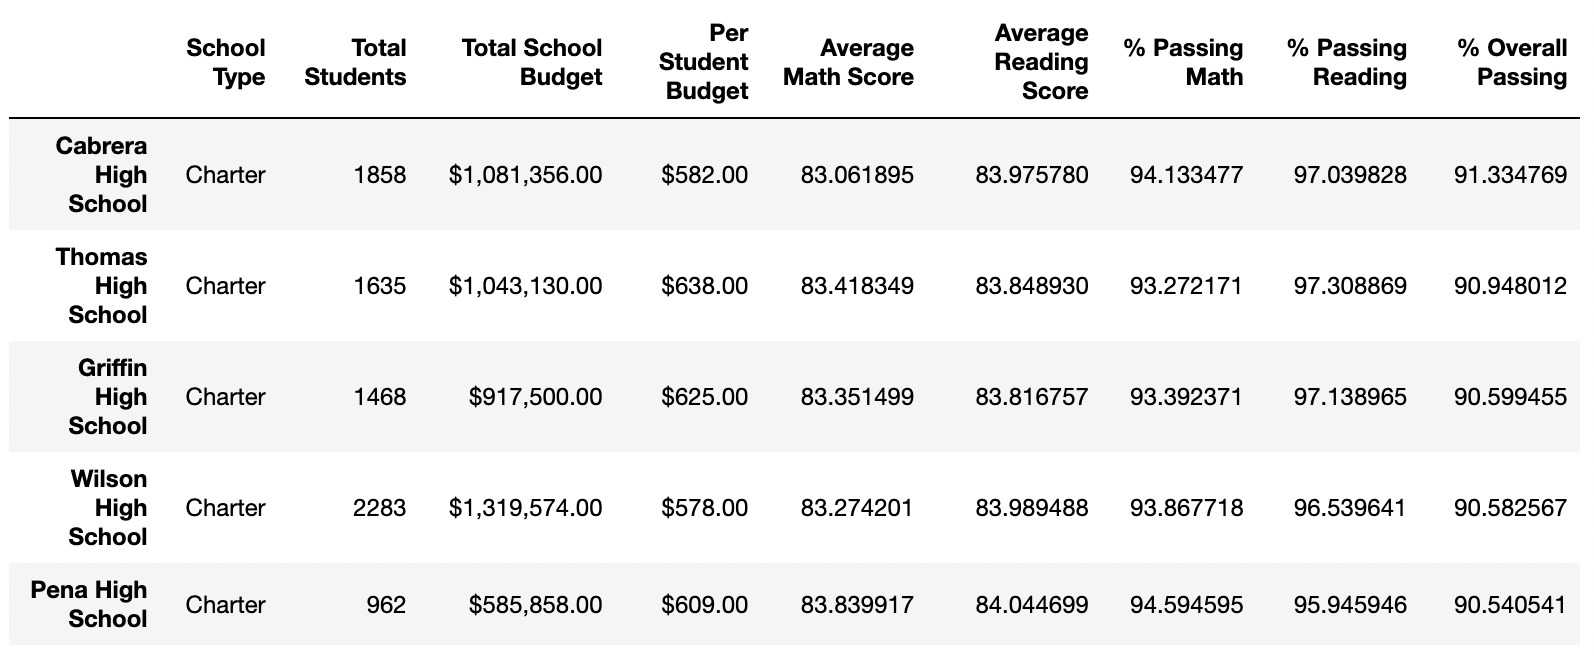 School Type Total Students Total School Budget Per Student Budget Average Math Score Average Reading Score % Passing Math % Passing Reading % Overall Passing
Cabrera High School Charter 1858 $1,081,356.00 $582.00 83.061895 83.975780 94.133477 97.039828 91.334769
Thomas High School Charter 1635 $1,043,130.00 $638.00 83.418349 83.848930 93.272171 97.308869 90.948012
Griffin High School Charter 1468 $917,500.00 $625.00 83.351499 83.816757 93.392371 97.138965 90.599455
Wilson High School Charter 2283 $1,319,574.00 $578.00 83.274201 83.989488 93.867718 96.539641 90.582567
Pena High School Charter 962 $585,858.00 $609.00 83.839917 84.044699 94.594595 95.945946 90.540541